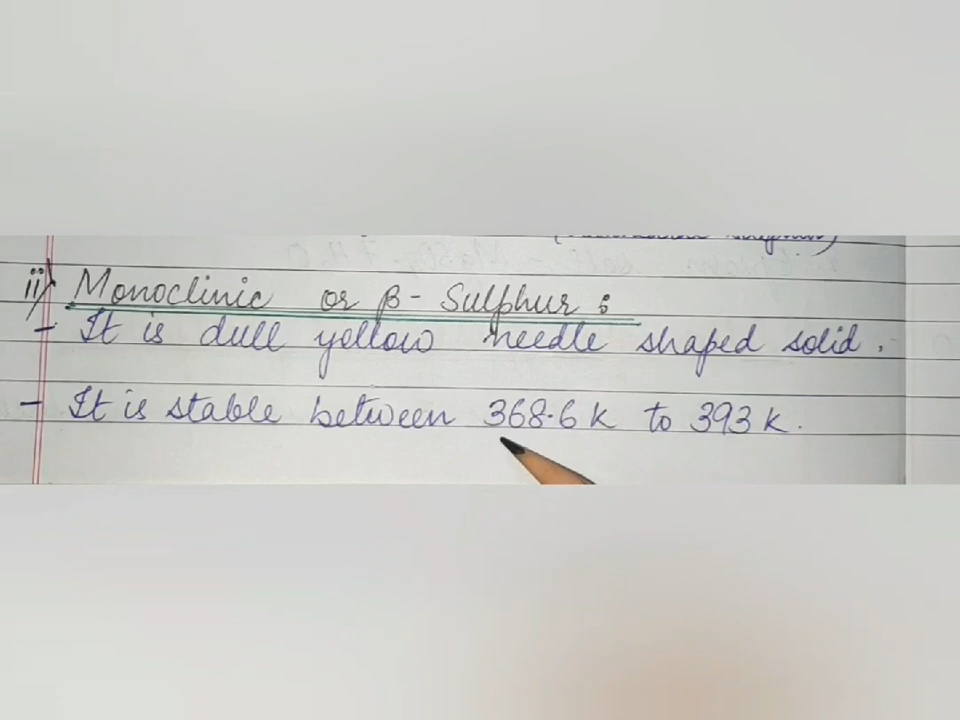 ii) Monoclinic or β- Sulphur :
- It is dull yellow needle shaped solid.
- It is stable between 368.6 k to 393 k.